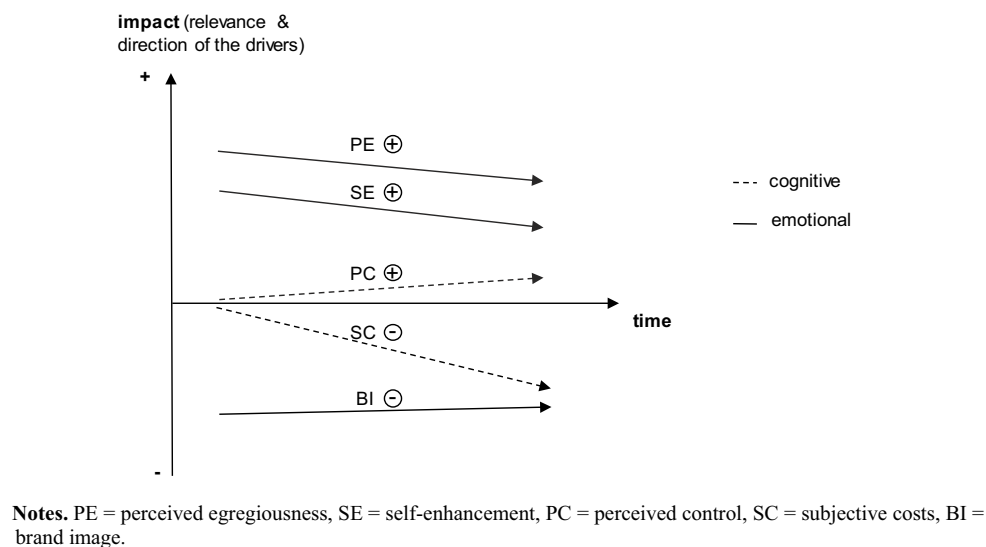 impact (relevance &
direction of the drivers)
+
PE ⊕
SE ⊕
--- cognitive
— emotional
PC ⊕
time
SC ⊖
BI ⊖
-
Notes. PE = perceived egregiousness, SE = self-enhancement, PC = perceived control, SC = subjective costs, BI =
brand image.